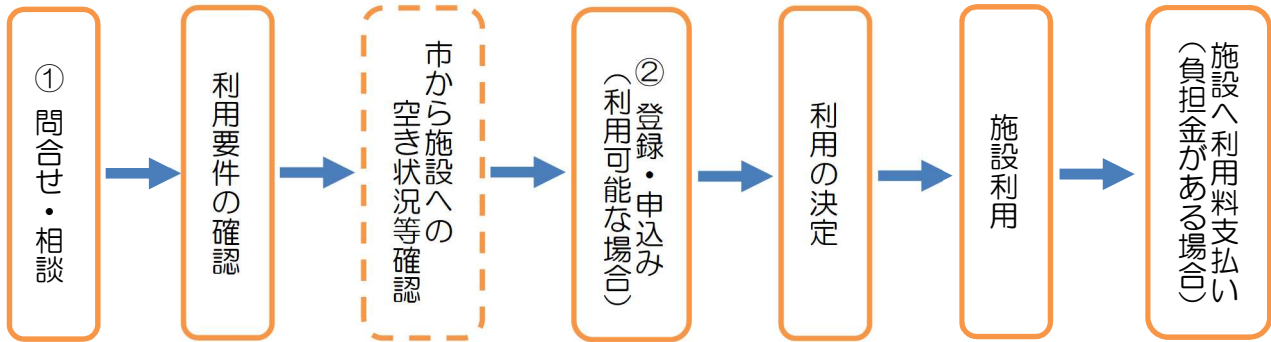 ① 問合せ・相談
利用要件の確認
市から施設への
空き状況等確認
② 登録・申込み
（利用可能な場合）
利用の決定
施設利用
施設へ利用料支払い
（負担金がある場合）